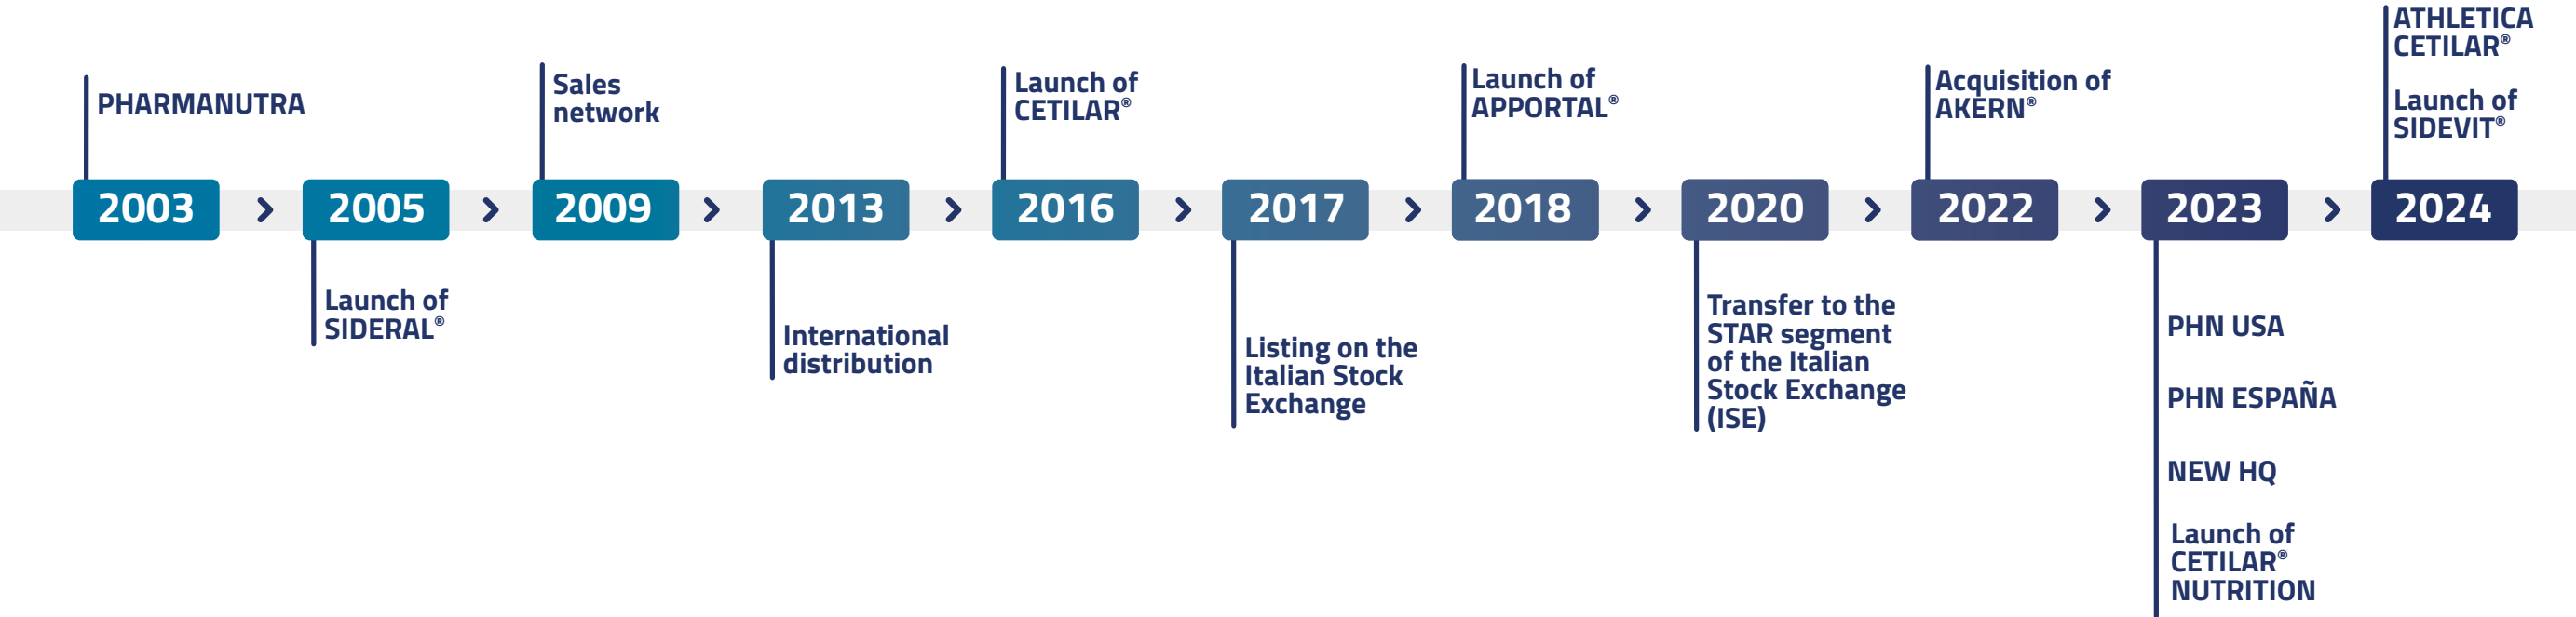 PHARMANUTRA
2003
2005
Launch of
SIDERAL®
Sales
network
2009
2013
International
distribution
Launch of
CETILAR®
2016
2017
Listing on the
Italian Stock
Exchange
Launch of
APPORTAL®
2018
2020
Transfer to the
STAR segment
of the Italian
Stock Exchange
(ISE)
Acquisition of
AKERN®
2022
2023
PHN USA
PHN ESPAÑA
NEW HQ
Launch of
CETILAR®
NUTRITION
ATHLETICA
CETILAR®
Launch of
SIDEVIT®
2024